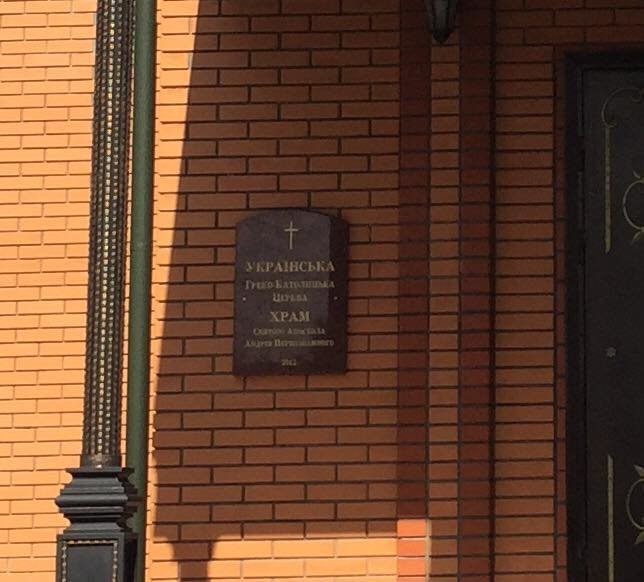 УКРАЇНСЬКА
ГРЕКО-КАТОЛИЦЬКА
ЦЕРКВА
ХРАМ
СВЯТОГО АПОСТОЛА
АНДРІЯ ПЕРВОЗВАННОГО